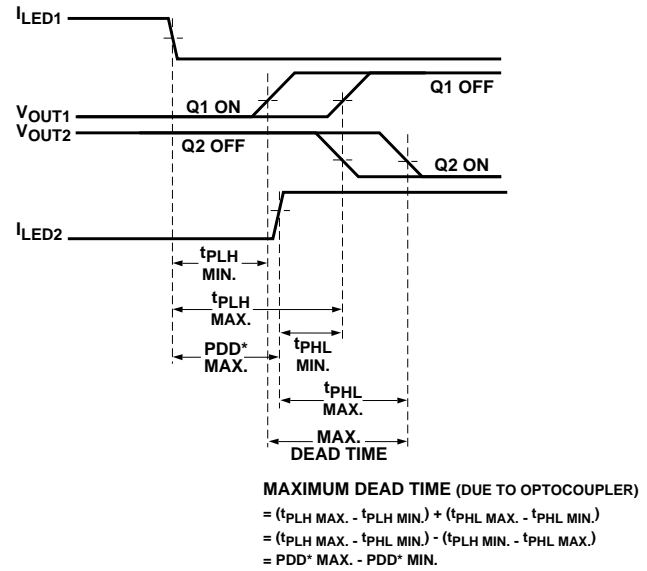 ILED1
Q1 OFF
Q1 ON
VOUT1
VOUT2
Q2 OFF
Q2 ON
ILED2
tPLH
MIN.
tPLH
MAX.
tPHL
MIN.
PDD*
MAX.
tPHL
MAX.
MAX.
DEAD TIME
MAXIMUM DEAD TIME (DUE TO OPTOCOUPLER)
= (tPLH MAX. - tPLH MIN.) + (tPHL MAX. - tPHL MIN.)
= (tPLH MAX. - tPHL MIN.) - (tPLH MIN. - tPHL MAX.)
= PDD* MAX. - PDD* MIN.